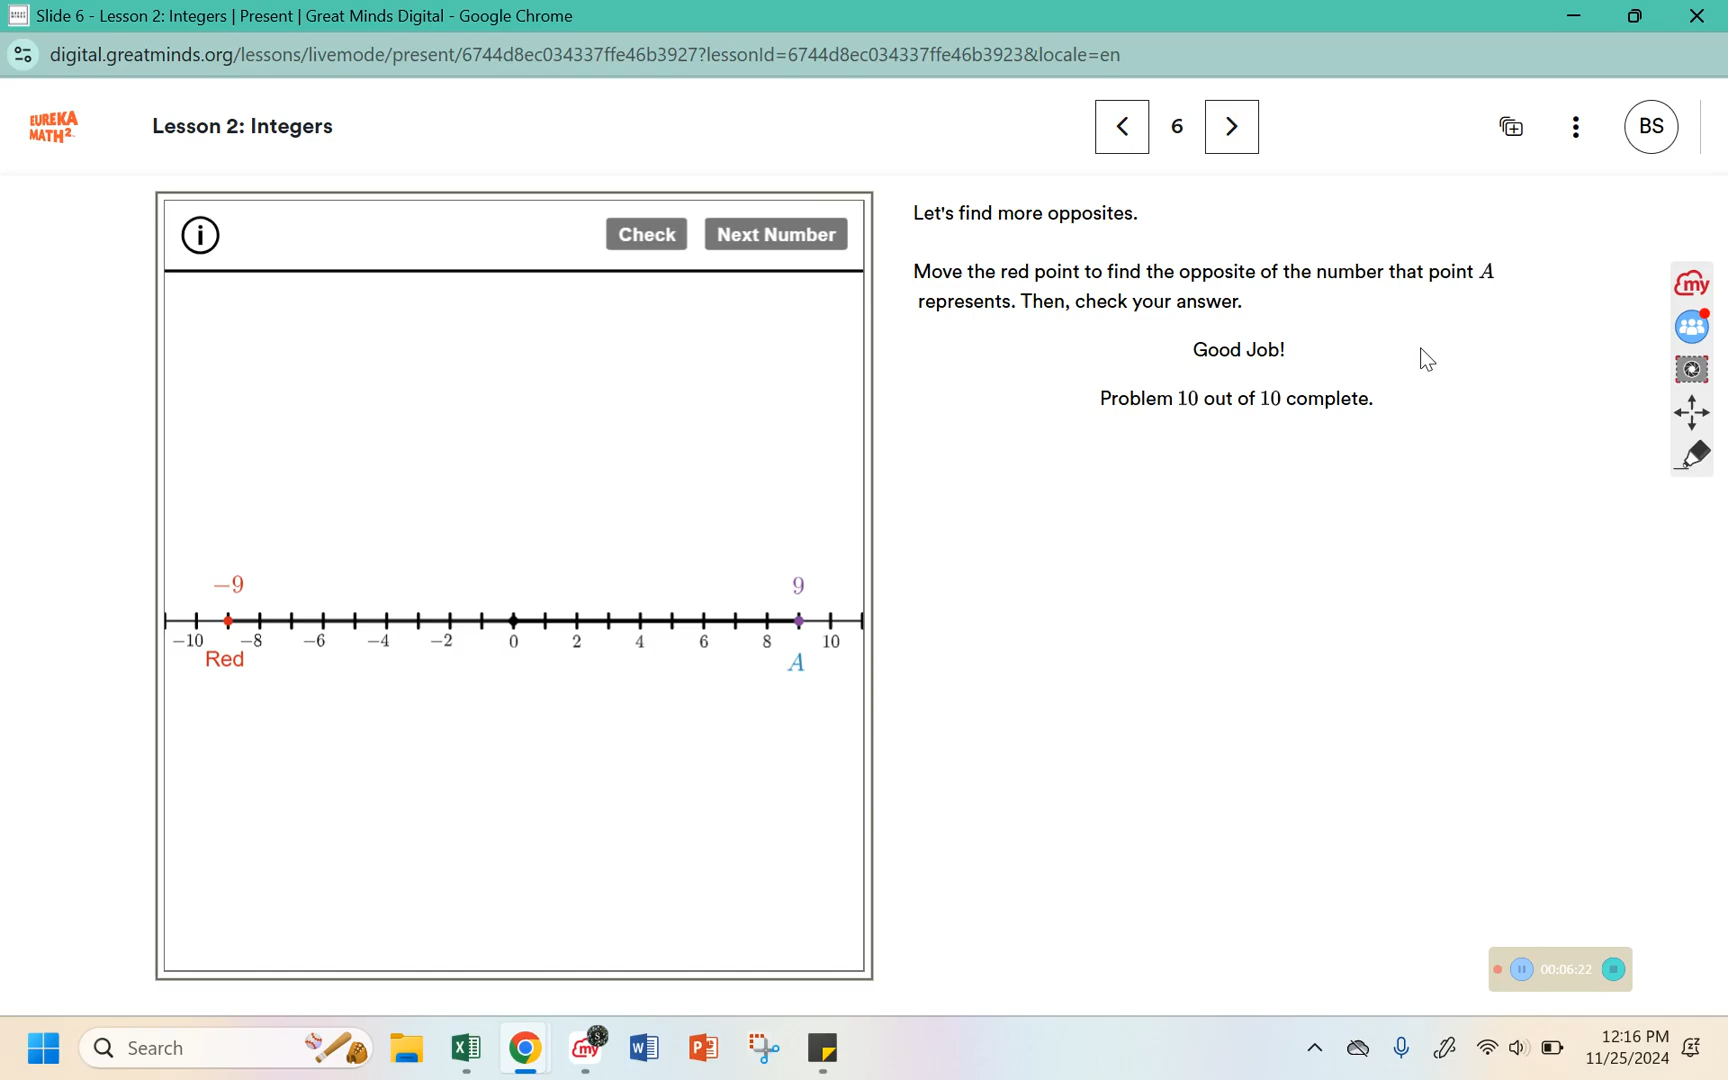 Slide 6 - Lesson 2: Integers | Present | Great Minds Digital - Google Chrome
digital.greatminds.org/lessons/livemode/present/6744d8ec034337ffe46b3927?lessonId=6744d8ec034337ffe46b3923&locale=en
EUREKA
MATH²
Lesson 2: Integers
6
BS
i
Check
Next Number
Let's find more opposites.
Move the red point to find the opposite of the number that point A
represents. Then, check your answer.
Good Job!
Problem 10 out of 10 complete.
my
−9 9
−10 −8 −6 −4 −2 0 2 4 6 8 10
Red A
00:06:22
Search
my
12:16 PM
11/25/2024